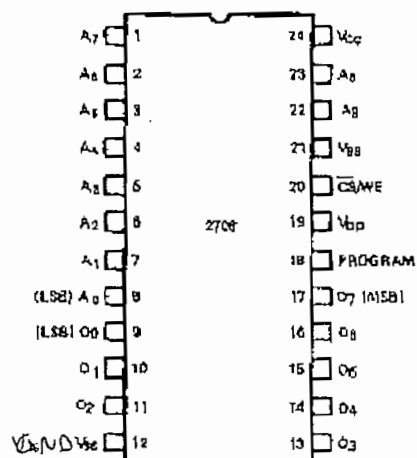 A7 1 24 VCC
A6 2 23 A8
A5 3 22 A9
A4 4 21 VBB
A3 5 20 CS/WE
A2 6 2708 19 VDD
A1 7 18 PROGRAM
(LSB) A0 8 17 O7 [MSB]
[LSB] O0 9 16 O6
O1 10 15 O5
O2 11 14 O4
GND VSS 12 13 O3